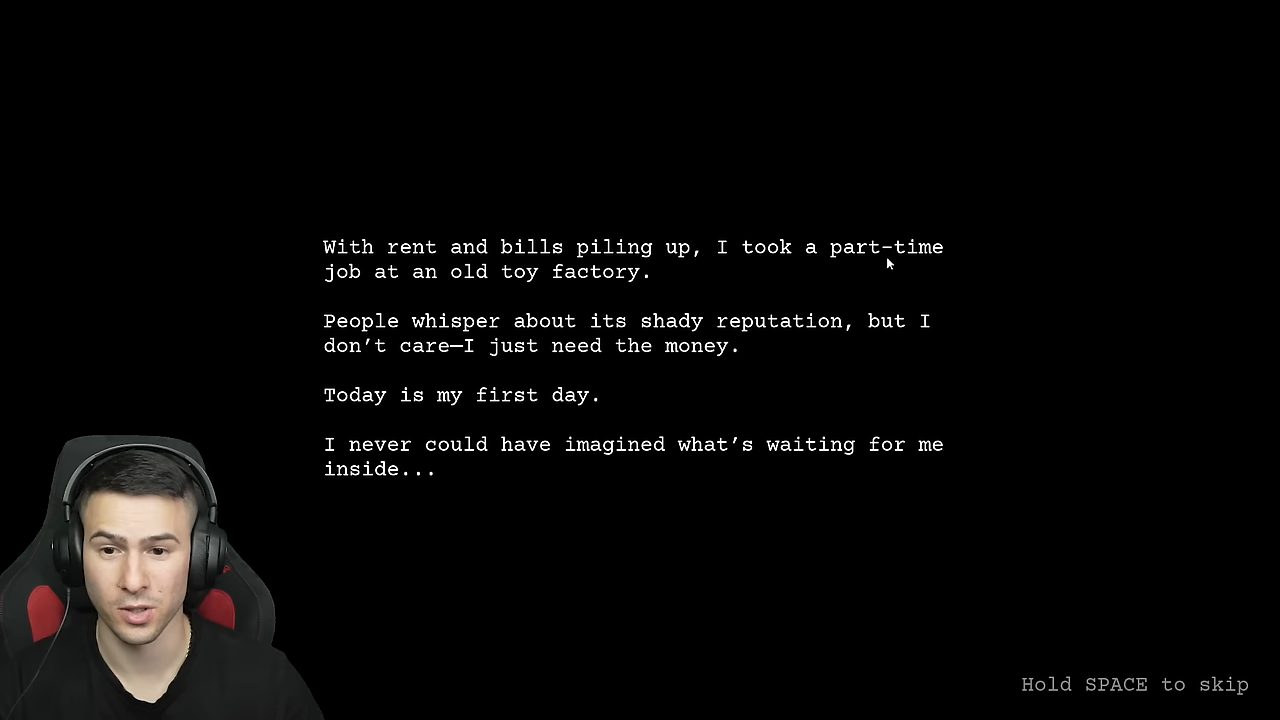 With rent and bills piling up, I took a part-time
job at an old toy factory.
People whisper about its shady reputation, but I
don’t care—I just need the money.
Today is my first day.
I never could have imagined what’s waiting for me
inside...
Hold SPACE to skip